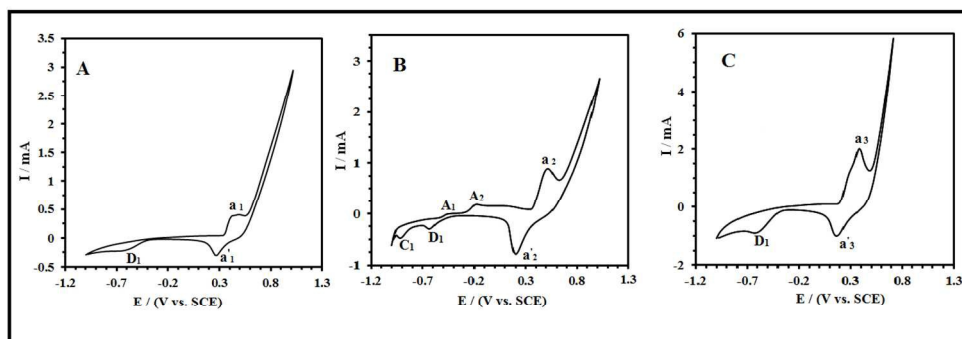 A
I / mA
3.5
3
2.5
2
1.5
1
0.5
0
-0.5
a1
D1
a'1
-1.2 -0.7 -0.2 0.3 0.8 1.3
E / (V vs. SCE)
B
I / mA
3
2
1
0
-1
a2
A1 A2
C1 D1
a'2
-1.2 -0.7 -0.2 0.3 0.8 1.3
E / (V vs. SCE)
C
I / mA
6
4
2
0
-2
a3
D1
a'3
-1.2 -0.7 -0.2 0.3 0.8 1.3
E / (V vs. SCE)